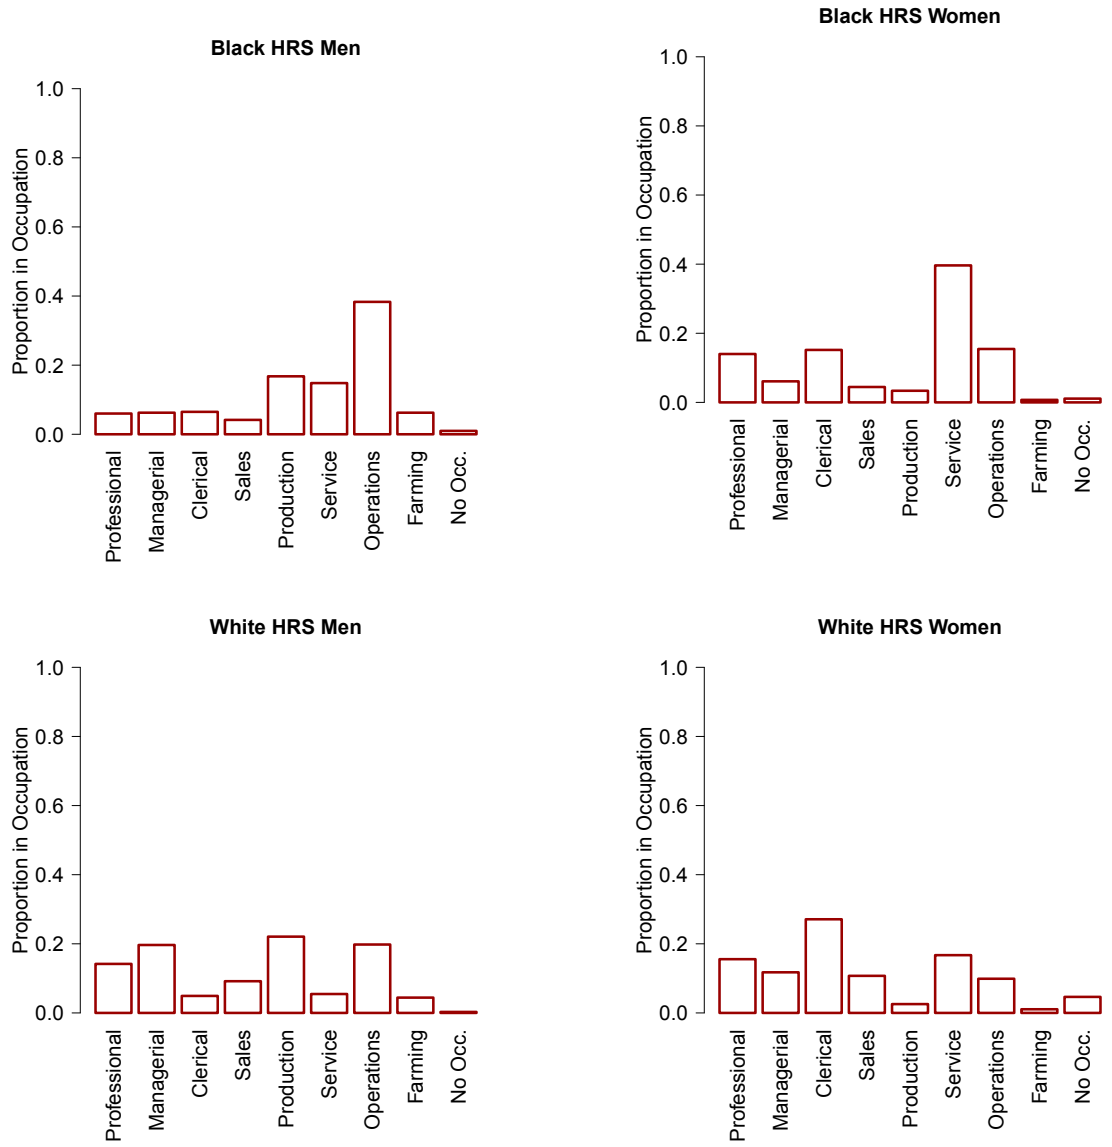 Black HRS Men
Proportion in Occupation
1.0
0.8
0.6
0.4
0.2
0.0
Professional
Managerial
Clerical
Sales
Production
Service
Operations
Farming
No Occ.
Black HRS Women
Proportion in Occupation
1.0
0.8
0.6
0.4
0.2
0.0
Professional
Managerial
Clerical
Sales
Production
Service
Operations
Farming
No Occ.
White HRS Men
Proportion in Occupation
1.0
0.8
0.6
0.4
0.2
0.0
Professional
Managerial
Clerical
Sales
Production
Service
Operations
Farming
No Occ.
White HRS Women
Proportion in Occupation
1.0
0.8
0.6
0.4
0.2
0.0
Professional
Managerial
Clerical
Sales
Production
Service
Operations
Farming
No Occ.